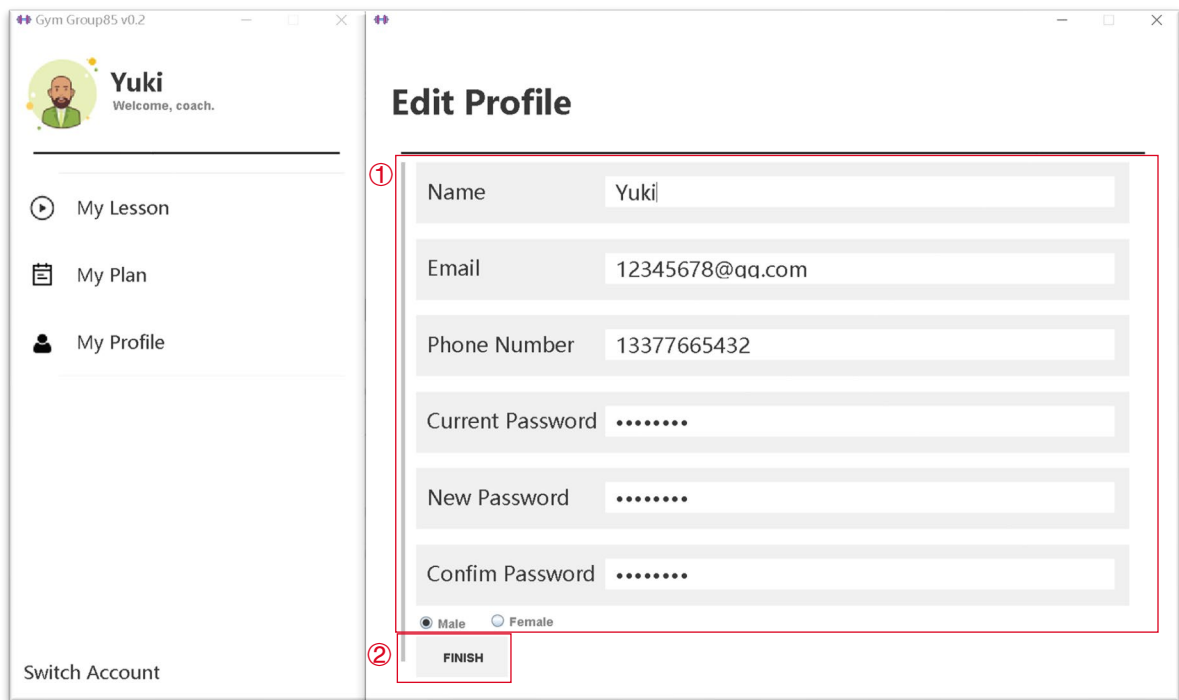 Gym Group85 v0.2
Yuki
Welcome, coach.
My Lesson
My Plan
My Profile
Switch Account
Edit Profile
①
Name Yuki
Email 12345678@qq.com
Phone Number 13377665432
Current Password ••••••••
New Password ••••••••
Confim Password ••••••••
Male Female
②
FINISH